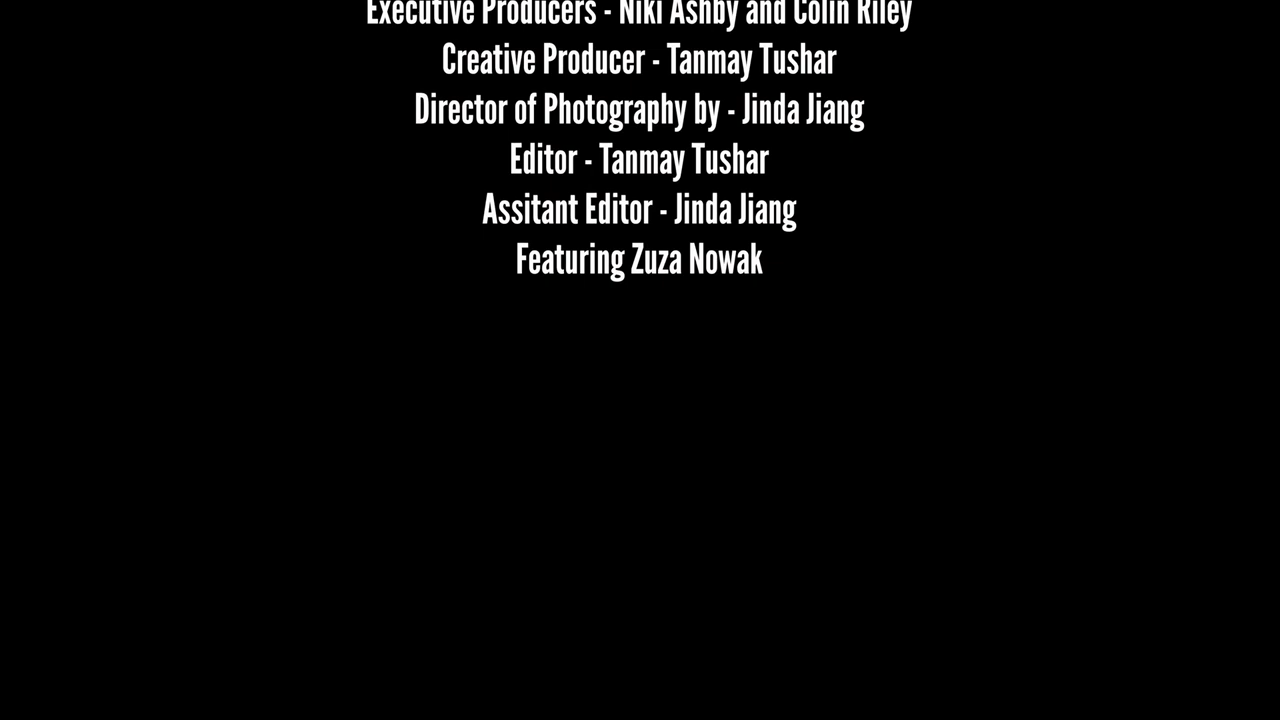 Executive Producers - Niki Ashby and Colin Riley
Creative Producer - Tanmay Tushar
Director of Photography by - Jinda Jiang
Editor - Tanmay Tushar
Assitant Editor - Jinda Jiang
Featuring Zuza Nowak